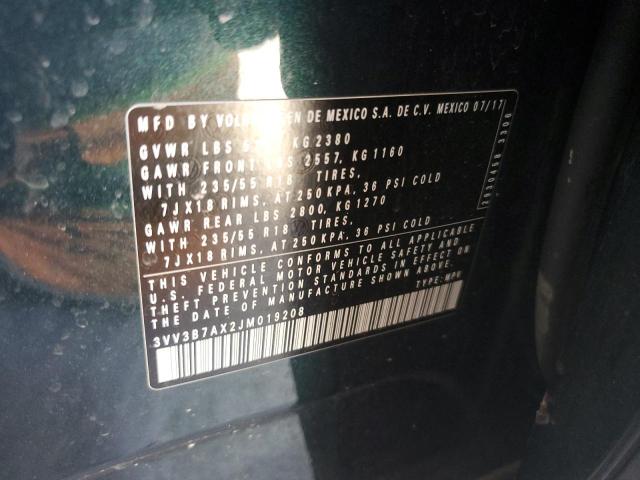 MFD BY DE MEXICO S.A. DE C.V. MEXICO 07/17
GVWR LBS KG 2380
GAWR FRONT LBS 2557, KG 1160
WITH 235/55 R18 TIRES,
7JX18 RIMS, AT 250 KPA, 36 PSI COLD
GAWR REAR LBS 2800, KG 1270
WITH 235/55 R18 TIRES,
7JX18 RIMS, AT 250 KPA, 36 PSI COLD
THIS VEHICLE CONFORMS TO ALL APPLICABLE
U.S. FEDERAL MOTOR VEHICLE SAFETY AND
THEFT PREVENTION STANDARDS IN EFFECT ON
THE DATE OF MANUFACTURE SHOWN ABOVE.
3VV3B7AX2JM019208 TYPE: MPV